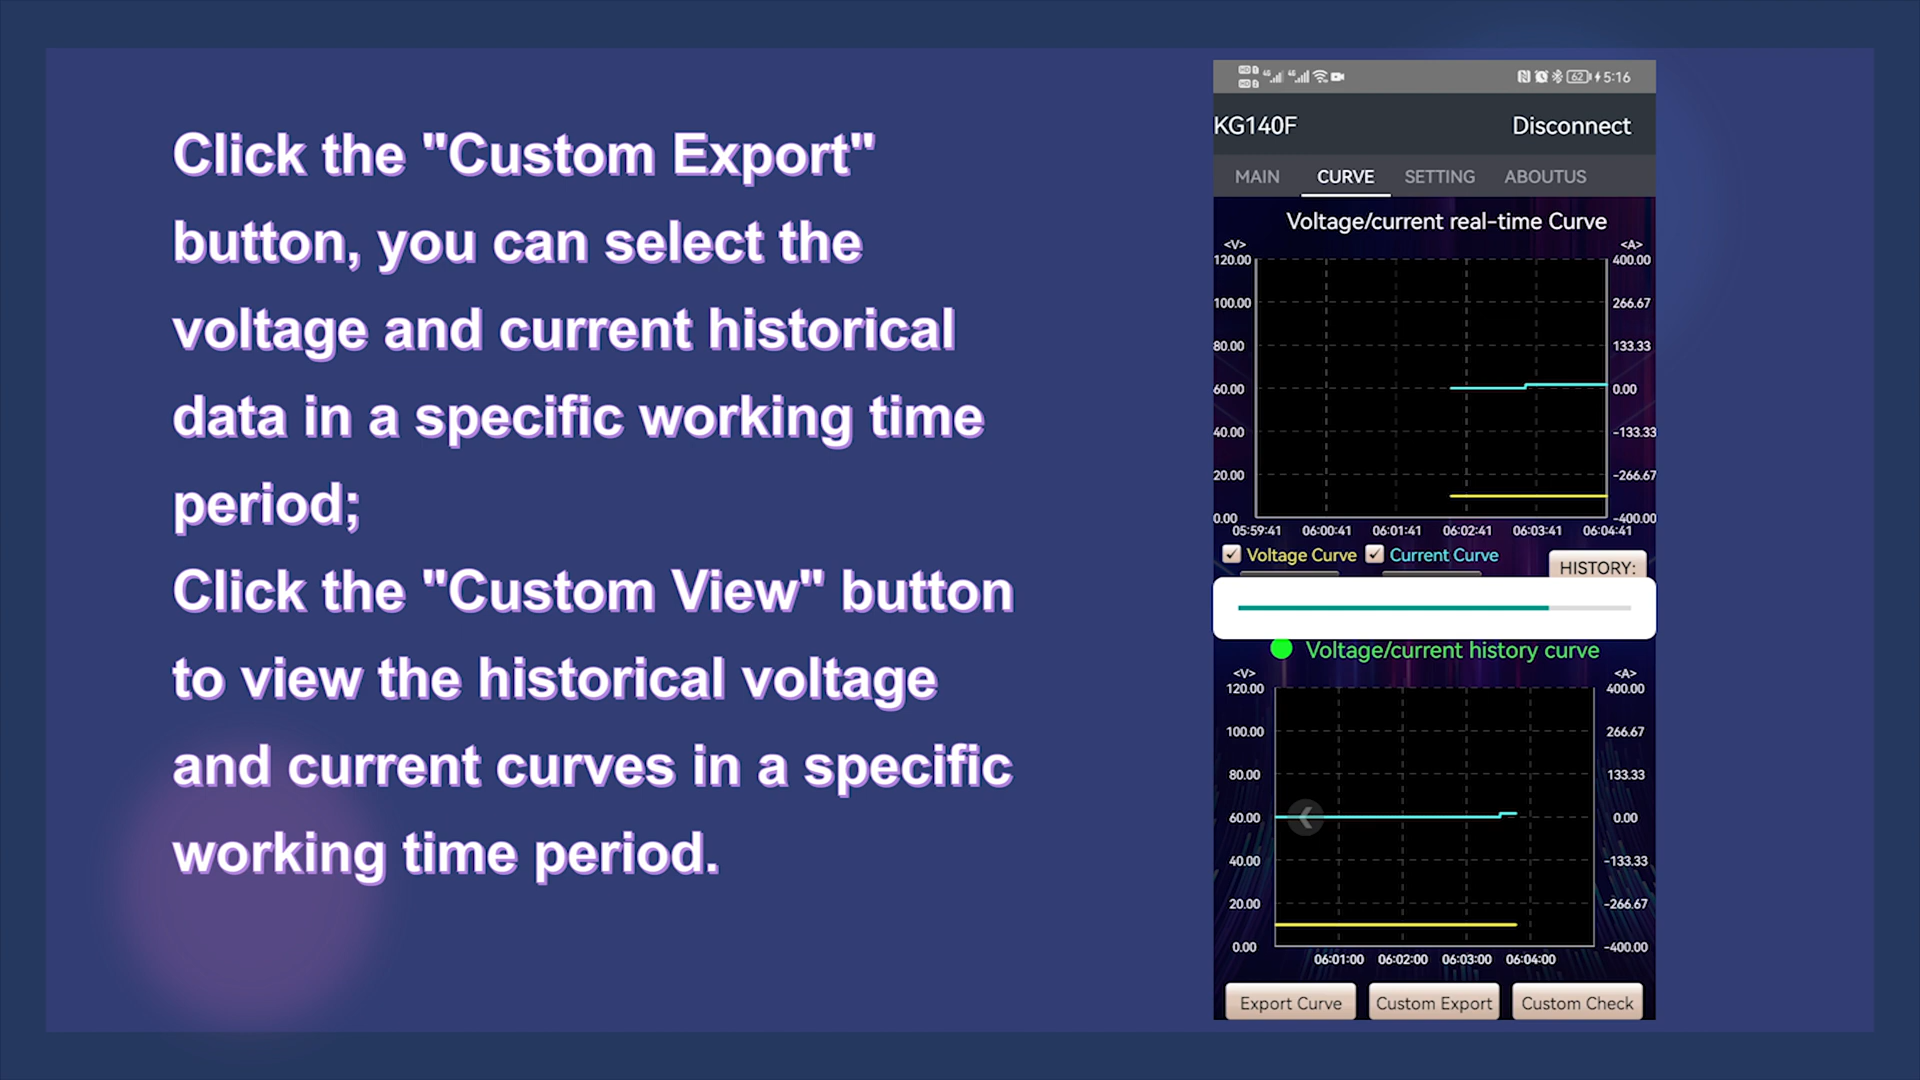 Click the "Custom Export"
button, you can select the
voltage and current historical
data in a specific working time
period;
Click the "Custom View" button
to view the historical voltage
and current curves in a specific
working time period.
62 5:16
KG140F Disconnect
MAIN CURVE SETTING ABOUTUS
Voltage/current real-time Curve
<V> <A>
120.00 400.00
100.00 266.67
80.00 133.33
60.00 0.00
40.00 -133.33
20.00 -266.67
0.00 -400.00
05:59:41 06:00:41 06:01:41 06:02:41 06:03:41 06:04:41
Voltage Curve Current Curve
HISTORY:
Voltage/current history curve
<V> <A>
120.00 400.00
100.00 266.67
80.00 133.33
60.00 0.00
40.00 -133.33
20.00 -266.67
0.00 -400.00
06:01:00 06:02:00 06:03:00 06:04:00
Export Curve Custom Export Custom Check